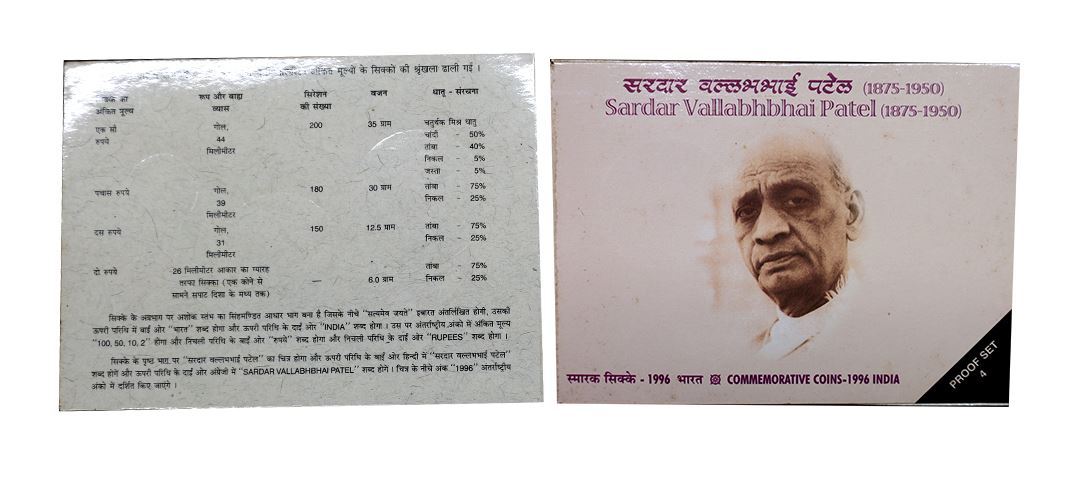 अंकित मूल्यों के सिक्कों की श्रृंखला ढाली गई ।
अंकित मूल्य
रूप और बाह्य व्यास
सिरेशन की संख्या
वजन
धातु - संरचना
एक सौ रुपये
गोल, 44 मिलीमीटर
200
35 ग्राम
चतुर्थक मिश्र धातु
चांदी - 50%
तांबा - 40%
निकल - 5%
जस्ता - 5%
पचास रुपये
गोल, 39 मिलीमीटर
180
30 ग्राम
तांबा - 75%
निकल - 25%
दस रुपये
गोल, 31 मिलीमीटर
150
12.5 ग्राम
तांबा - 75%
निकल - 25%
दो रुपये
26 मिलीमीटर आकार का ग्यारह
तरफा सिक्का (एक कोने से
सामने सपाट दिशा के मध्य तक)
—
6.0 ग्राम
तांबा - 75%
निकल - 25%
सिक्के के अग्रभाग पर अशोक स्तंभ का सिंहमण्डित आधार भाग बना है जिसके नीचे "सत्यमेव जयते" इबारत अंतर्लिखित होगी, उसकी
ऊपरी परिधि में बाईं ओर "भारत" शब्द होगा और ऊपरी परिधि के दाईं ओर "INDIA" शब्द होगा । उस पर अंतर्राष्ट्रीय अंकों में अंकित मूल्य
"100, 50, 10, 2" होगा और निचली परिधि के बाईं ओर "रुपये" शब्द होगा और निचली परिधि के दाईं ओर "RUPEES" शब्द होगा ।
सिक्के के पृष्ठ भाग पर "सरदार वल्लभभाई पटेल" का चित्र होगा और ऊपरी परिधि के बाईं ओर हिन्दी में "सरदार वल्लभभाई पटेल"
शब्द होंगे और ऊपरी परिधि के दाईं ओर अंग्रेजी में "SARDAR VALLABHBHAI PATEL" शब्द होंगे । चित्र के नीचे अंक "1996" अंतर्राष्ट्रीय
अंकों में दर्शित किए जाएंगे ।
सरदार वल्लभभाई पटेल (1875-1950)
Sardar Vallabhbhai Patel (1875-1950)
स्मारक सिक्के - 1996 भारत COMMEMORATIVE COINS-1996 INDIA
PROOF SET
4